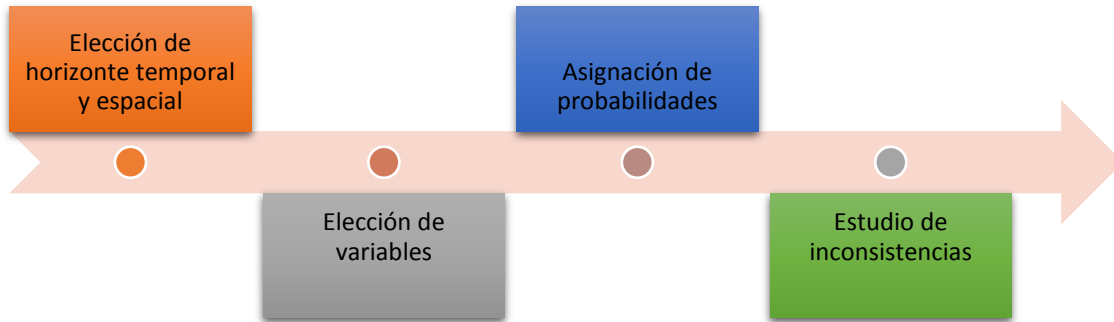 Elección de
horizonte temporal
y espacial
Elección de
variables
Asignación de
probabilidades
Estudio de
inconsistencias